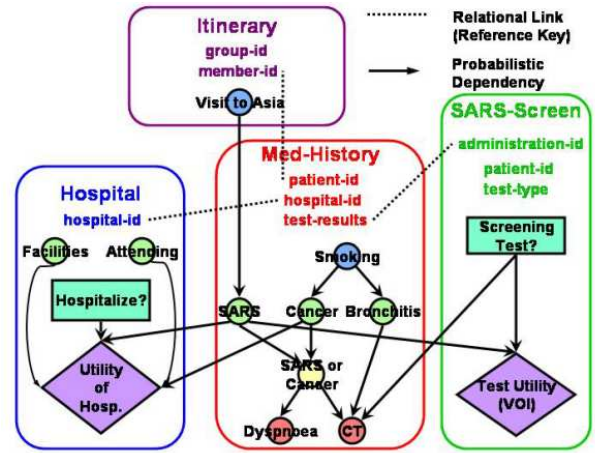 Itinerary
group-id
member-id
Visit to Asia
Relational Link
(Reference Key)
Probabilistic
Dependency
SARS-Screen
administration-id
patient-id
test-type
Screening
Test?
Test Utility
(VOI)
Med-History
patient-id
hospital-id
test-results
Smoking
SARS
Cancer
Bronchitis
SARS or
Cancer
Dyspnoea
CT
Hospital
hospital-id
Facilities
Attending
Hospitalize?
Utility
of
Hosp.